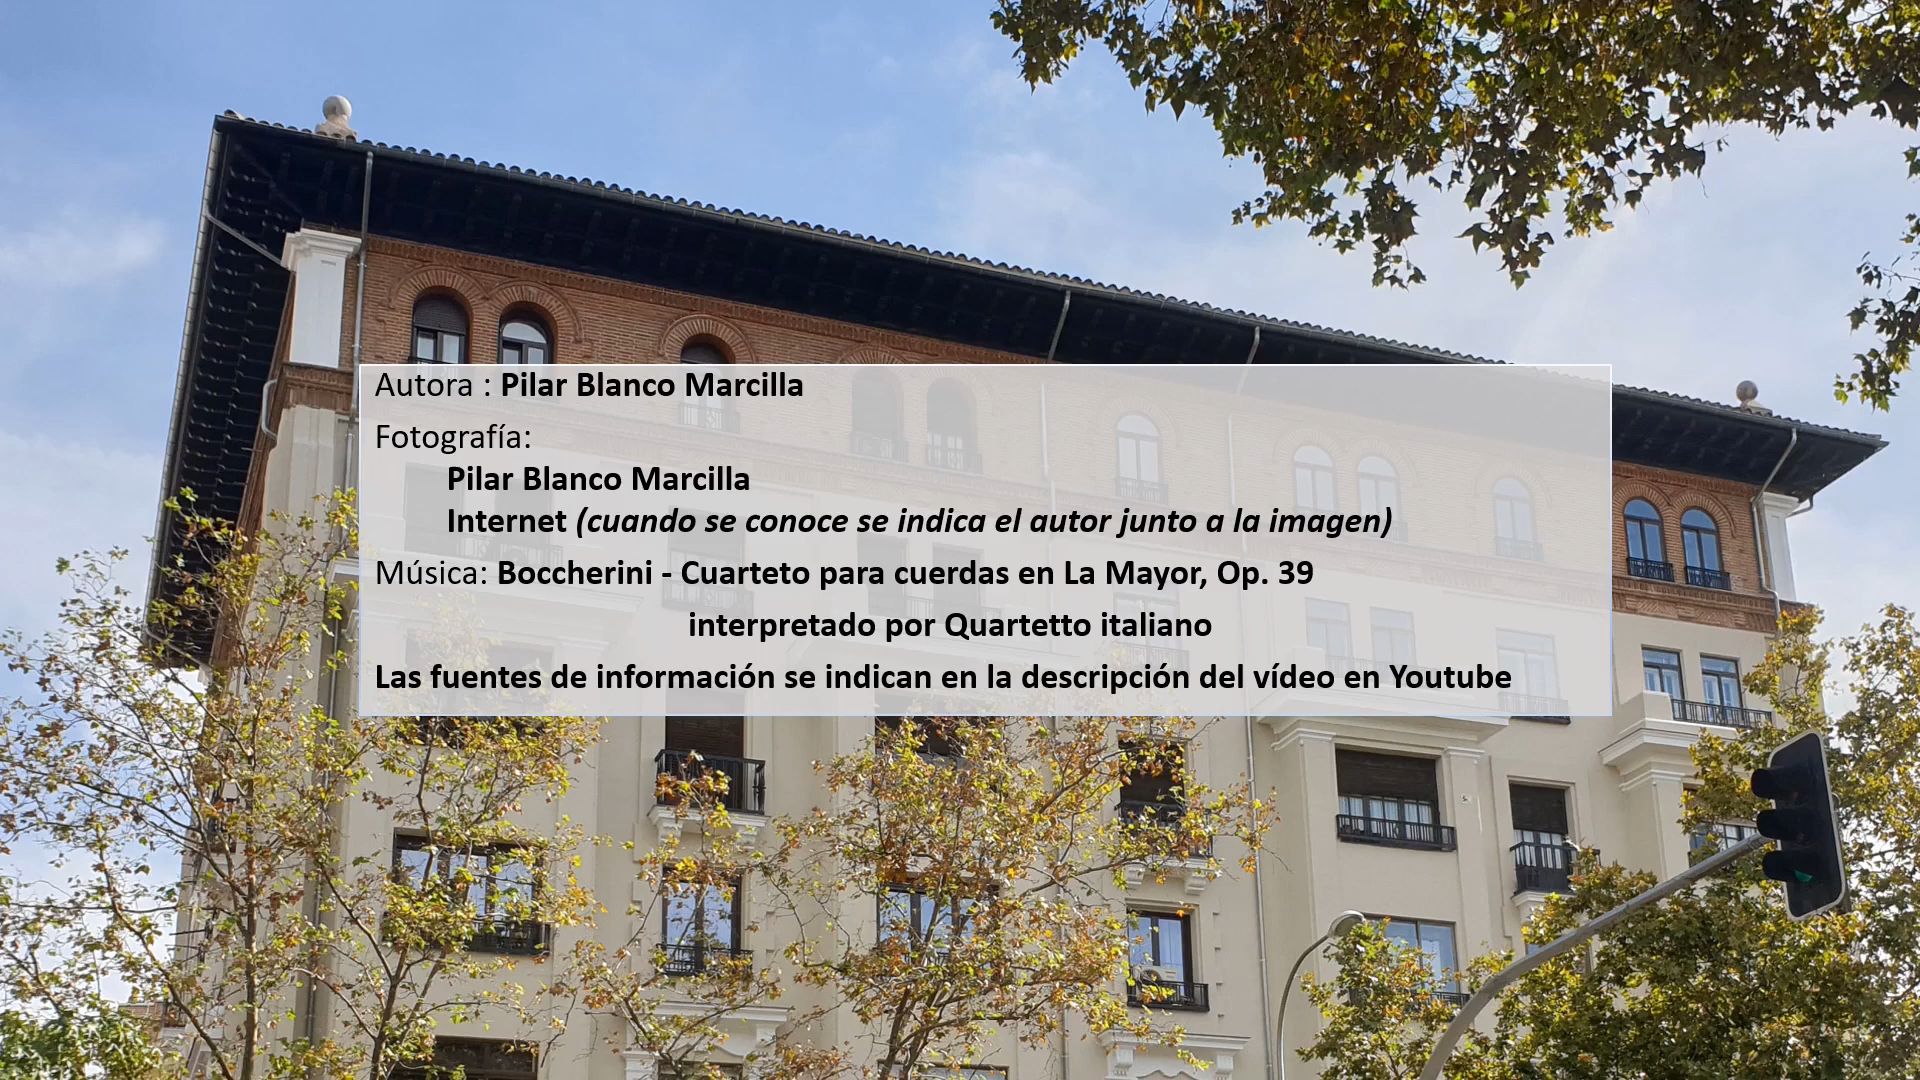 Autora : Pilar Blanco Marcilla
Fotografía:
Pilar Blanco Marcilla
Internet (cuando se conoce se indica el autor junto a la imagen)
Música: Boccherini - Cuarteto para cuerdas en La Mayor, Op. 39
interpretado por Quartetto italiano
Las fuentes de información se indican en la descripción del vídeo en Youtube